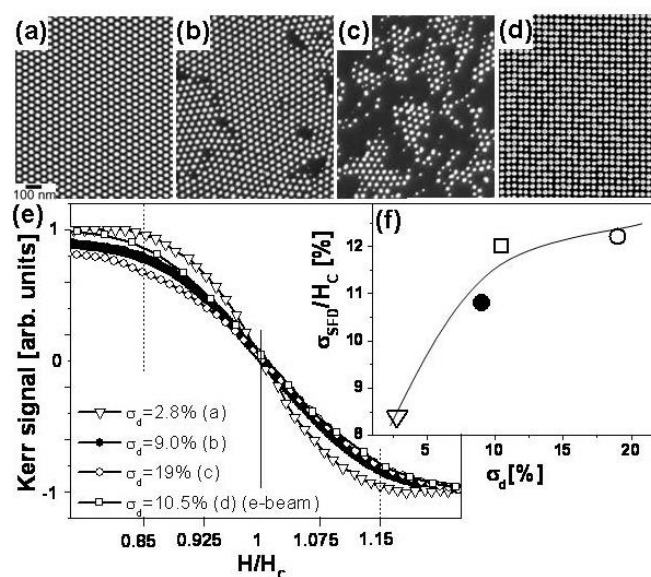 (a)
(b)
(c)
(d)
100 nm
(e)
(f)
Kerr signal [arb. units]
1
0
-1
σd=2.8% (a)
σd=9.0% (b)
σd=19% (c)
σd=10.5% (d) (e-beam)
0.85
0.925
1
1.075
1.15
H/Hc
σSFD/HC [%]
12
11
10
9
8
5
10
15
20
σd[%]